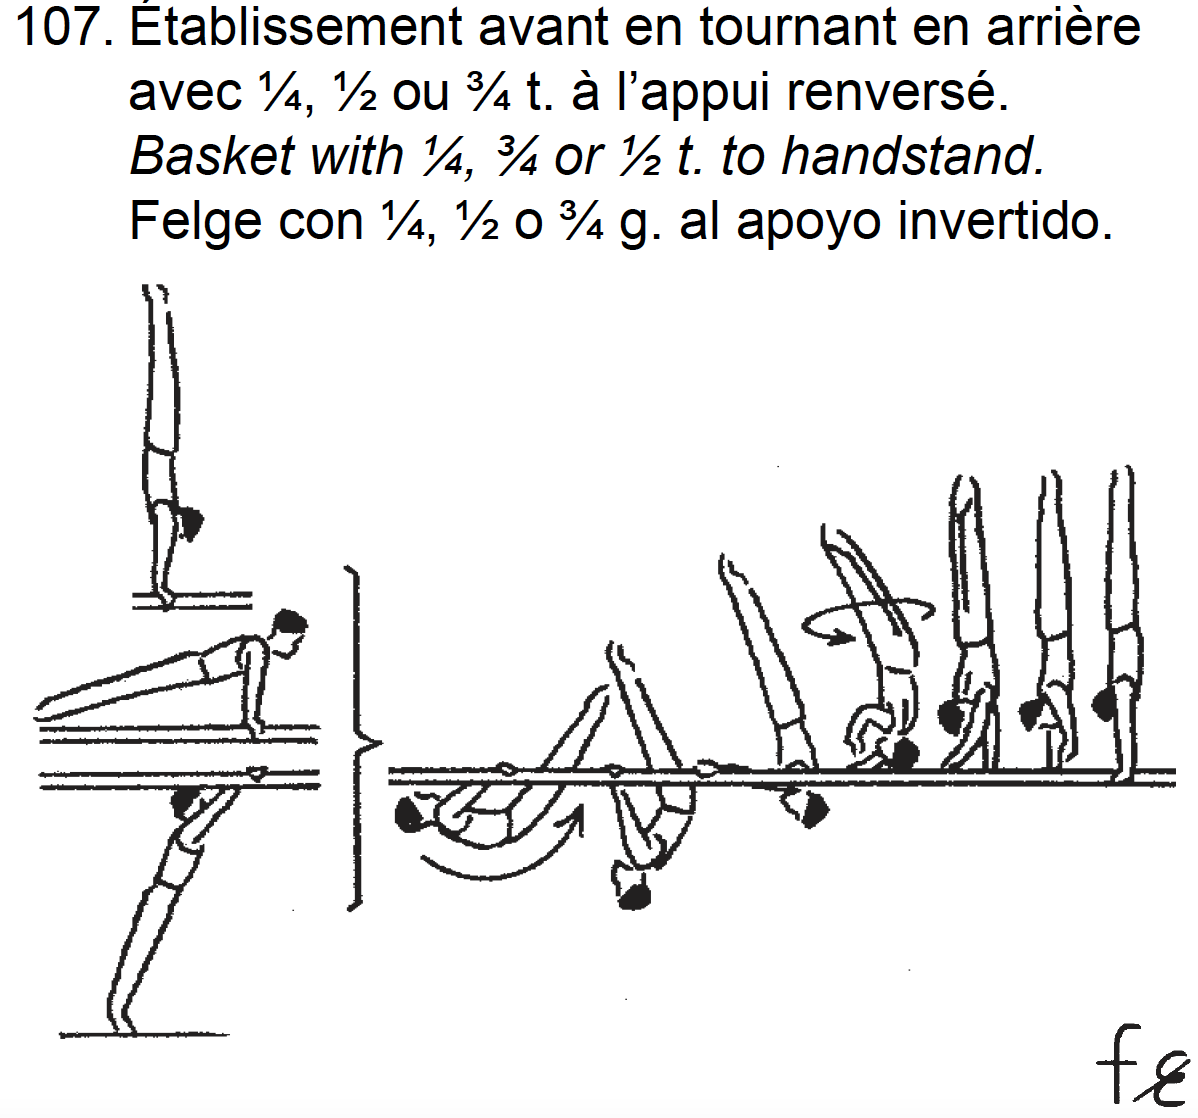 107. Établissement avant en tournant en arrière
avec ¼, ½ ou ¾ t. à l’appui renversé.
Basket with ¼, ¾ or ½ t. to handstand.
Felge con ¼, ½ o ¾ g. al apoyo invertido.